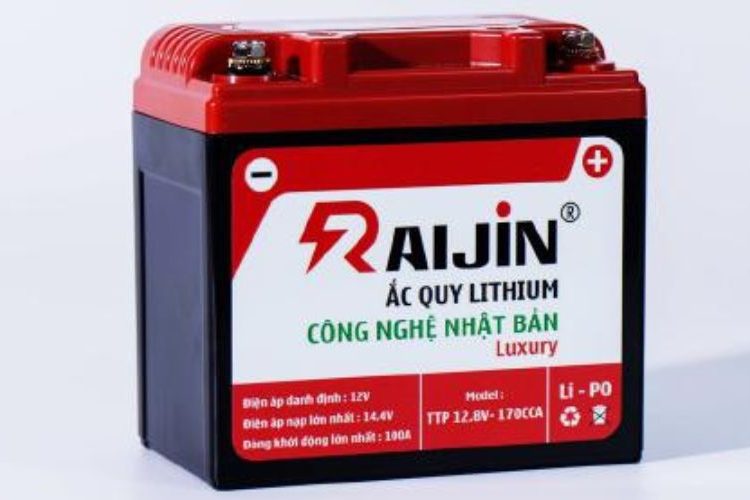 RAIJIN®
ẮC QUY LITHIUM
CÔNG NGHỆ NHẬT BẢN
Luxury
Điện áp danh định : 12V
Điện áp nạp lớn nhất : 14.4V
Dòng khởi động lớn nhất : 100A
Model :
TTP 12.8V- 170CCA
Li - PO